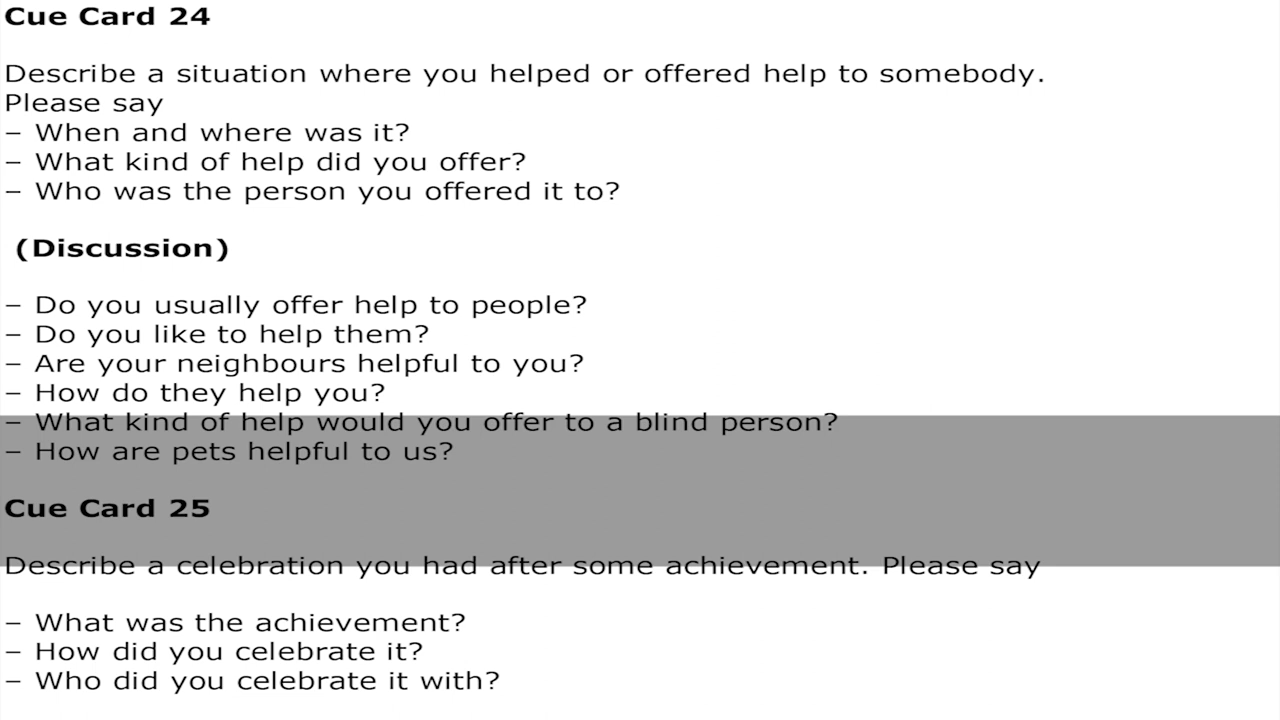 Cue Card 24
Describe a situation where you helped or offered help to somebody.
Please say
– When and where was it?
– What kind of help did you offer?
– Who was the person you offered it to?
(Discussion)
– Do you usually offer help to people?
– Do you like to help them?
– Are your neighbours helpful to you?
– How do they help you?
– What kind of help would you offer to a blind person?
– How are pets helpful to us?
Cue Card 25
Describe a celebration you had after some achievement. Please say
– What was the achievement?
– How did you celebrate it?
– Who did you celebrate it with?